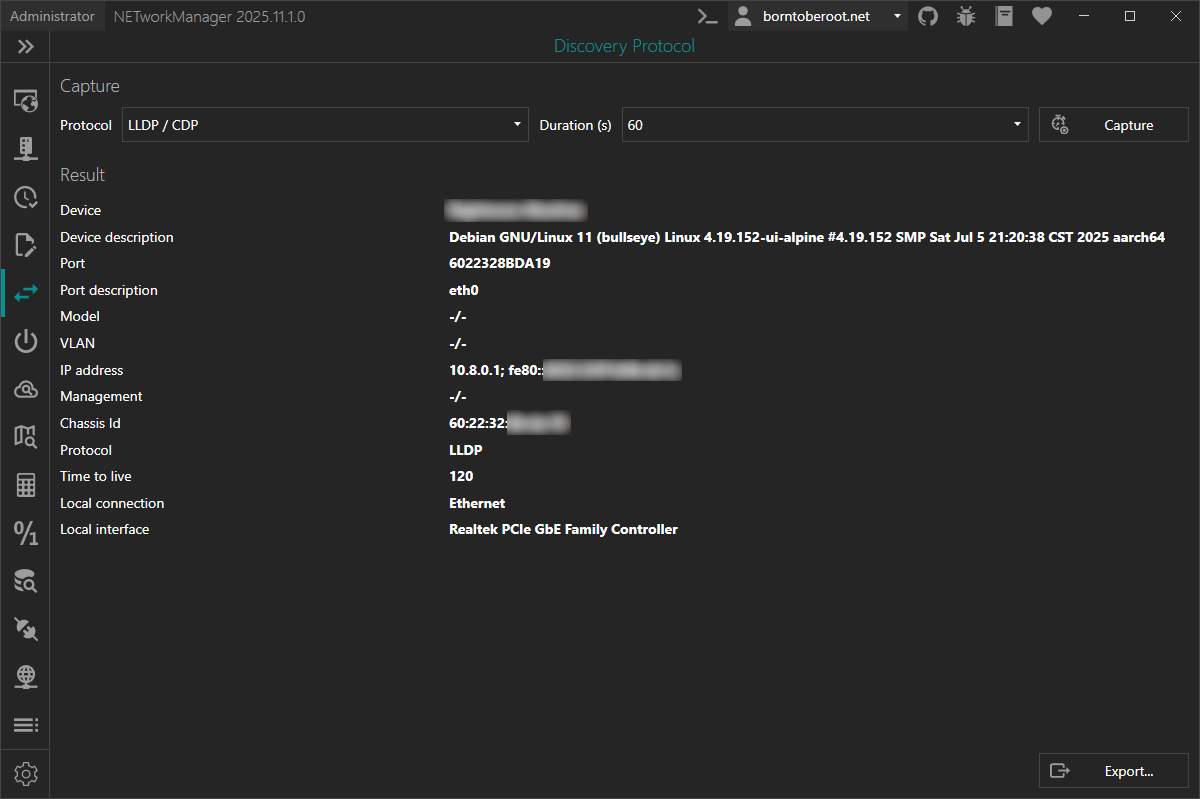 Administrator NETworkManager 2025.11.1.0 borntoberoot.net
Discovery Protocol
Capture
Protocol LLDP / CDP Duration (s) 60 Capture
Result
Device
Device description Debian GNU/Linux 11 (bullseye) Linux 4.19.152-ui-alpine #4.19.152 SMP Sat Jul 5 21:20:38 CST 2025 aarch64
Port 6022328BDA19
Port description eth0
Model -/-
VLAN -/-
IP address 10.8.0.1; fe80::
Management -/-
Chassis Id 60:22:32:
Protocol LLDP
Time to live 120
Local connection Ethernet
Local interface Realtek PCIe GbE Family Controller
Export...